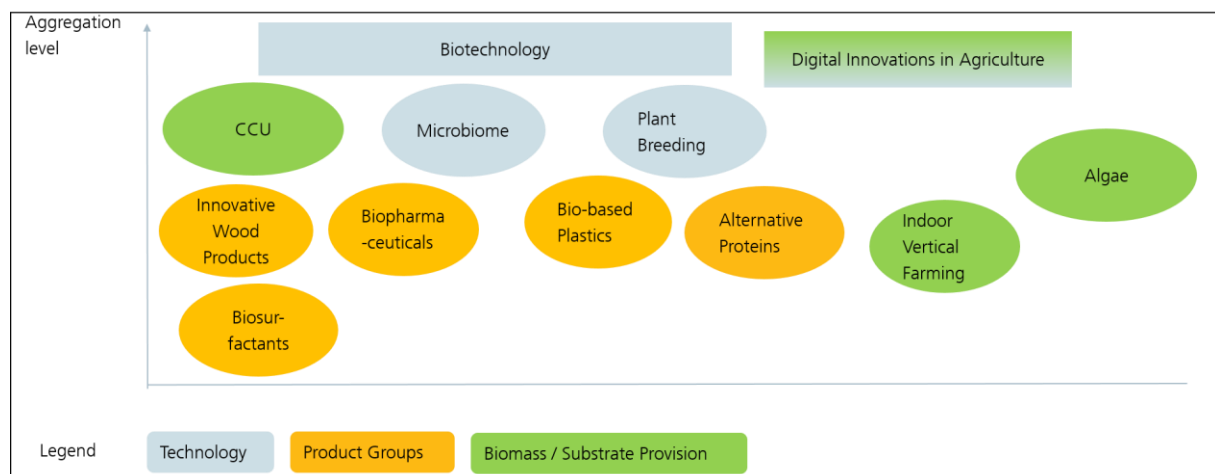 Aggregation
level
Biotechnology
Digital Innovations in Agriculture
CCU
Microbiome
Plant
Breeding
Algae
Innovative
Wood
Products
Biopharma
-ceuticals
Bio-based
Plastics
Alternative
Proteins
Indoor
Vertical
Farming
Biosur-
factants
Legend
Technology
Product Groups
Biomass / Substrate Provision